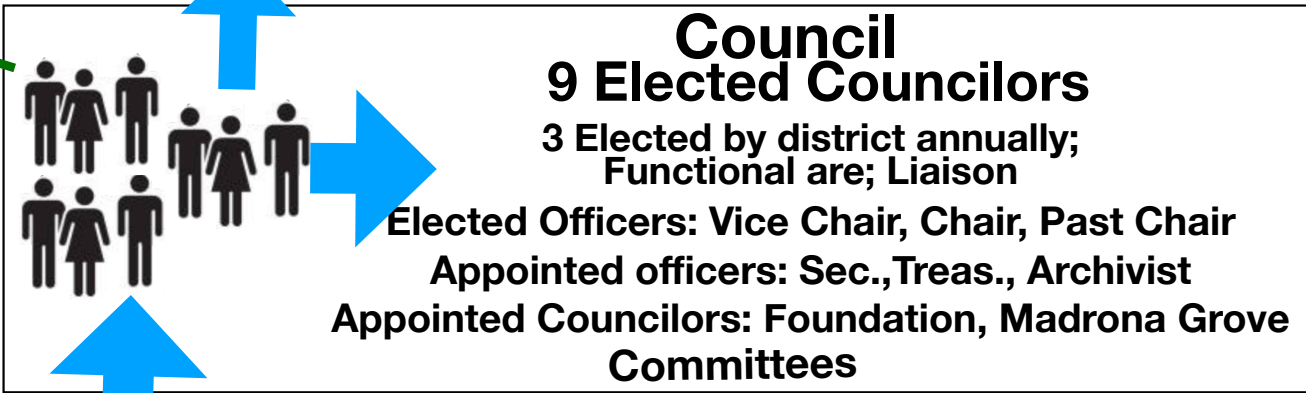 Council
9 Elected Councilors
3 Elected by district annually;
Functional are; Liaison
Elected Officers: Vice Chair, Chair, Past Chair
Appointed officers: Sec.,Treas., Archivist
Appointed Councilors: Foundation, Madrona Grove
Committees